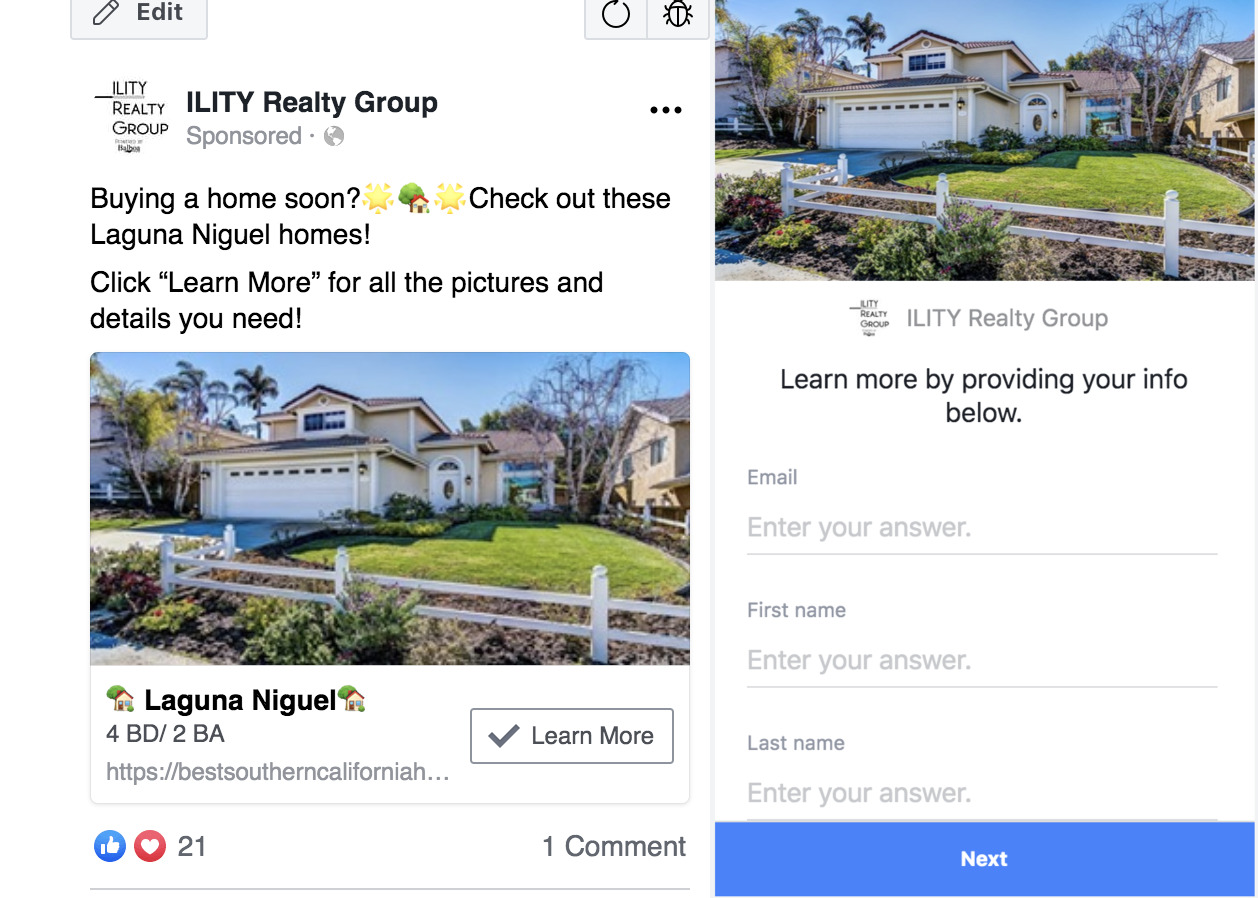 Edit
ILITY
REALTY
GROUP
POWERED BY
Balboa
ILITY Realty Group
Sponsored ·
Buying a home soon?🌟🏡🌟Check out these
Laguna Niguel homes!
Click “Learn More” for all the pictures and
details you need!
🏡 Laguna Niguel🏡
4 BD/ 2 BA
https://bestsoutherncaliforniah...
Learn More
21
1 Comment
ILITY
REALTY
GROUP
ILITY Realty Group
Learn more by providing your info
below.
Email
Enter your answer.
First name
Enter your answer.
Last name
Enter your answer.
Next